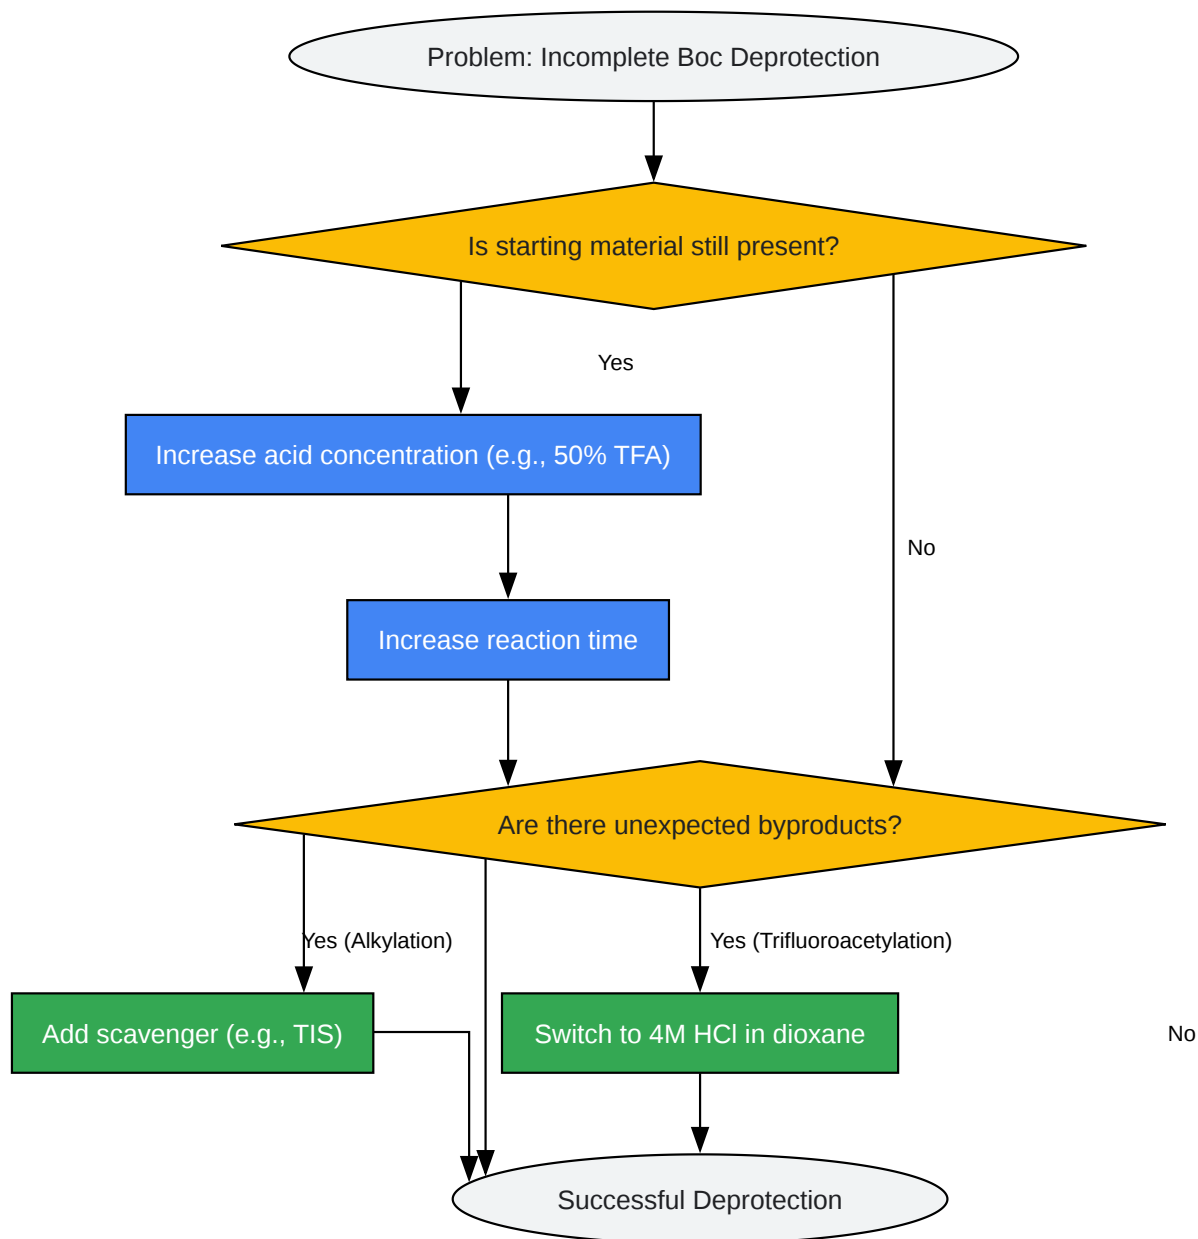 Problem: Incomplete Boc Deprotection
Is starting material still present?
Yes
Increase acid concentration (e.g., 50% TFA)
No
Increase reaction time
Are there unexpected byproducts?
Yes (Alkylation)
Yes (Trifluoroacetylation)
Add scavenger (e.g., TIS)
Switch to 4M HCl in dioxane
No
Successful Deprotection